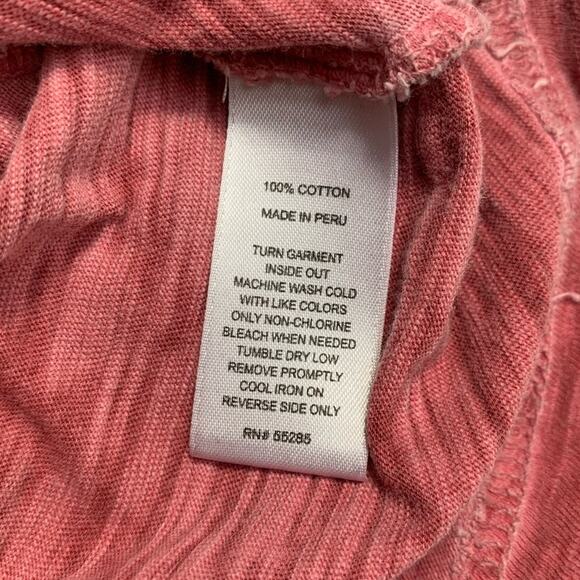 100% COTTON
MADE IN PERU
TURN GARMENT
INSIDE OUT
MACHINE WASH COLD
WITH LIKE COLORS
ONLY NON-CHLORINE
BLEACH WHEN NEEDED
TUMBLE DRY LOW
REMOVE PROMPTLY
COOL IRON ON
REVERSE SIDE ONLY
RN# 55285